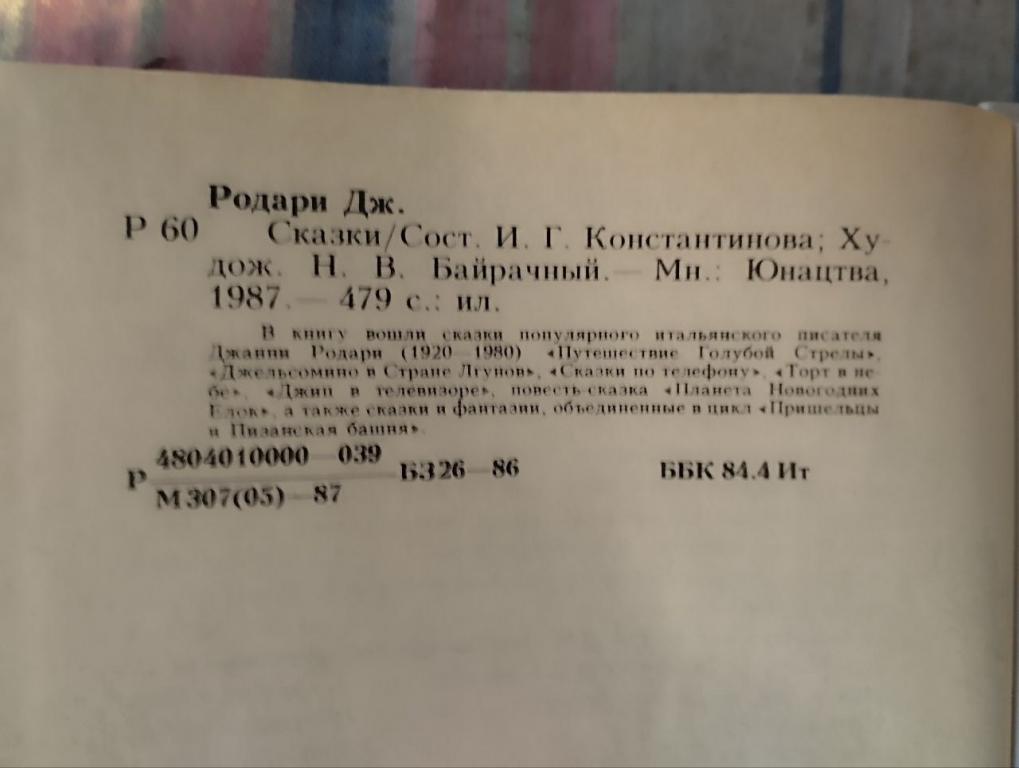 Родари Дж.
Р 60 Сказки/Сост. И. Г. Константинова; Ху-
дож. Н. В. Байрачный.— Мн.: Юнацтва,
1987.— 479 с.: ил.
В книгу вошли сказки популярного итальянского писателя
Джанни Родари (1920—1980) «Путешествие Голубой Стрелы»,
«Джельсомино в Стране Лгунов», «Сказки по телефону», «Торт в не-
бе», «Джип в телевизоре», повесть-сказка «Планета Новогодних
Елок», а также сказки и фантазии, объединенные в цикл «Пришельцы
и Пизанская башня».
Р 4804010000—039 БЗ 26—86 ББК 84.4 Ит
М 307(05)—87